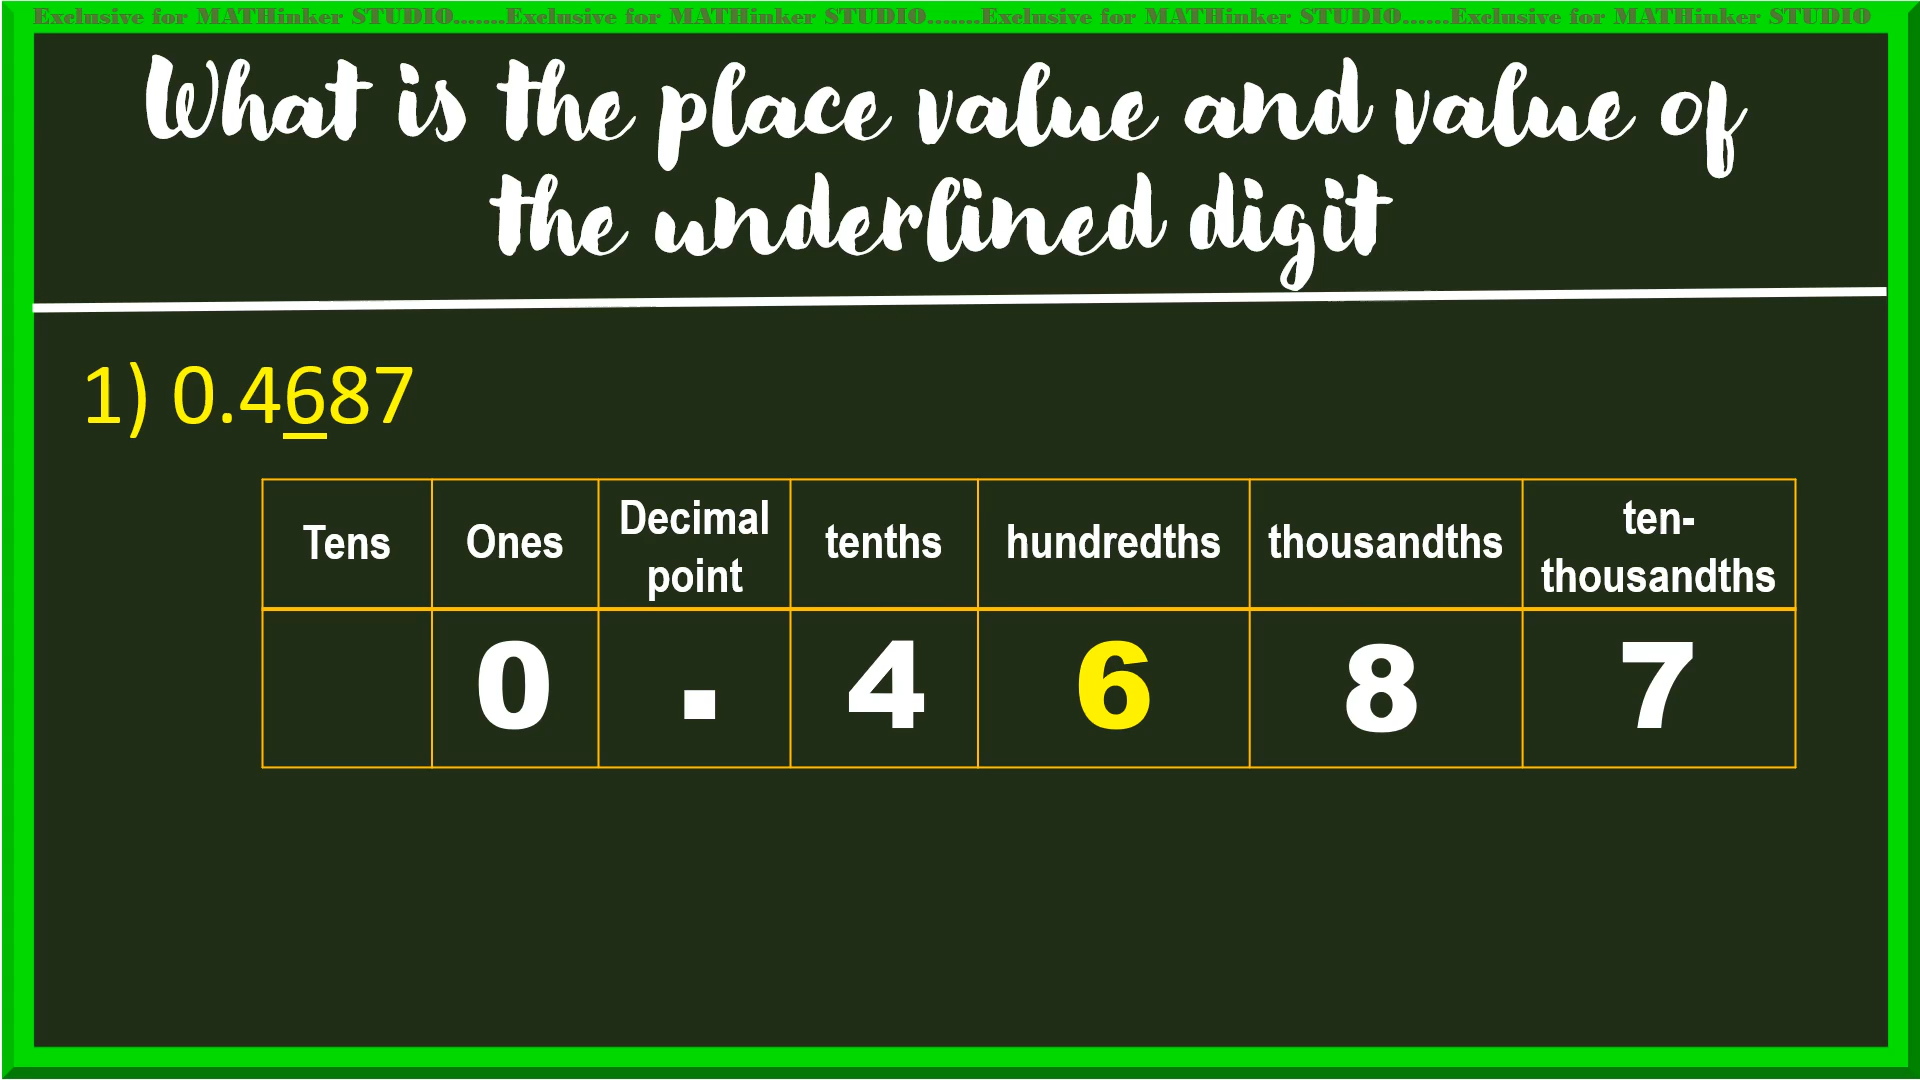 Exclusive for MATHinker STUDIO.......Exclusive for MATHinker STUDIO.......Exclusive for MATHinker STUDIO......Exclusive for MATHinker STUDIO
What is the place value and value of
the underlined digit
1) 0.4687
Tens Ones Decimal point tenths hundredths thousandths ten-thousandths
0 . 4 6 8 7